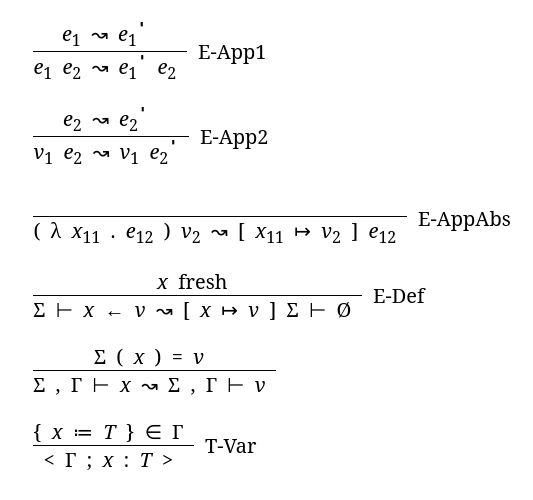 e₁ ⤳ e₁'
e₁ e₂ ⤳ e₁' e₂ E-App1
e₂ ⤳ e₂'
v₁ e₂ ⤳ v₁ e₂' E-App2
( λ x₁₁ . e₁₂ ) v₂ ⤳ [ x₁₁ ↦ v₂ ] e₁₂ E-AppAbs
x fresh
Σ ⊢ x ← v ⤳ [ x ↦ v ] Σ ⊢ Ø E-Def
Σ ( x ) = v
Σ , Γ ⊢ x ⤳ Σ , Γ ⊢ v
{ x ≔ T } ∈ Γ
< Γ ; x : T > T-Var